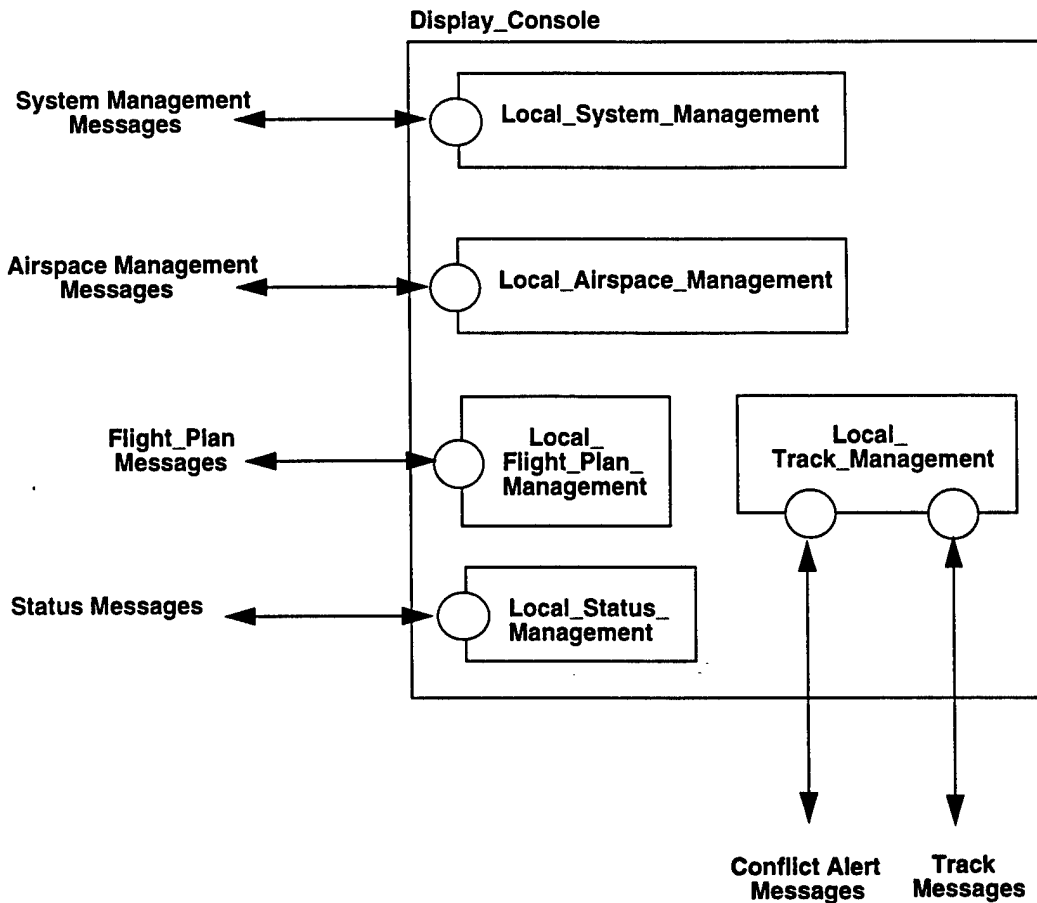 Display_Console
System Management
Messages
Local_System_Management
Airspace Management
Messages
Local_Airspace_Management
Flight_Plan
Messages
Local_
Flight_Plan_
Management
Local_
Track_Management
Status Messages
Local_Status_
Management
Conflict Alert
Messages
Track
Messages